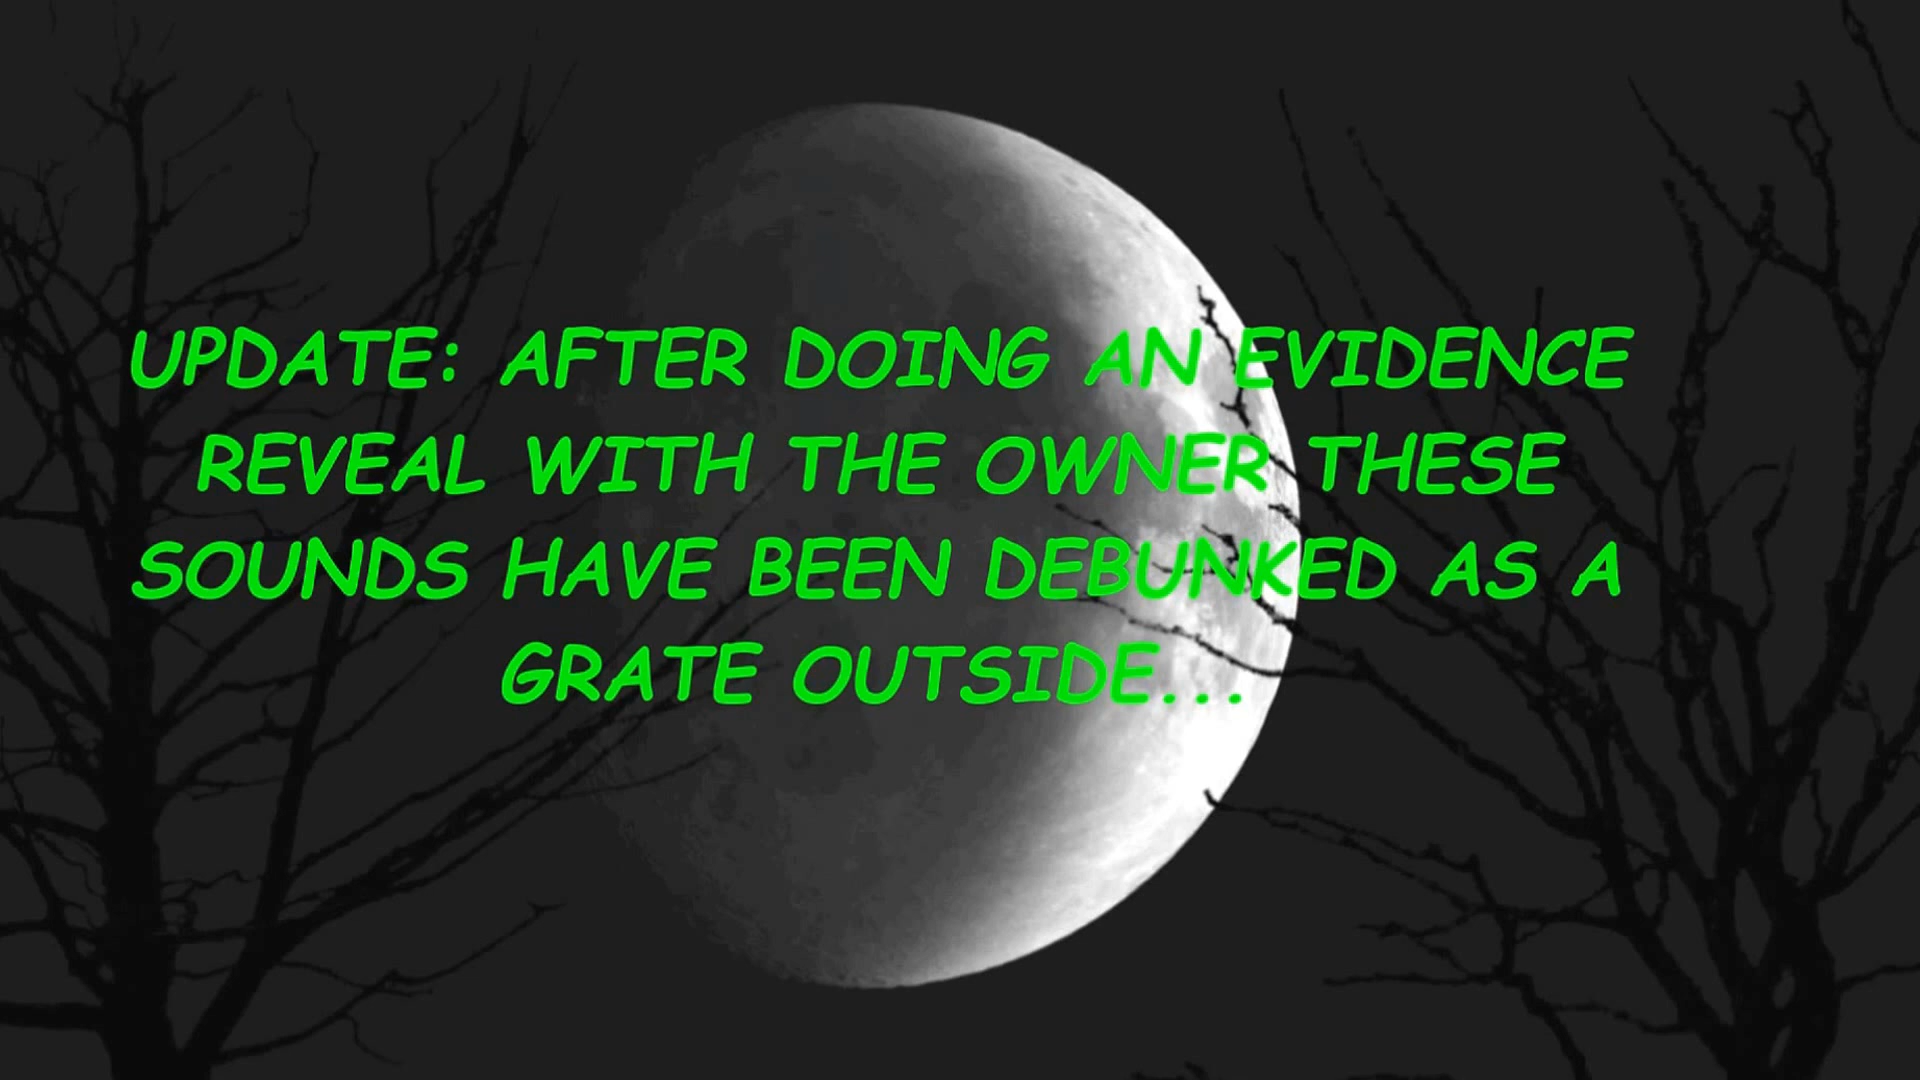 UPDATE: AFTER DOING AN EVIDENCE
REVEAL WITH THE OWNER THESE
SOUNDS HAVE BEEN DEBUNKED AS A
GRATE OUTSIDE...